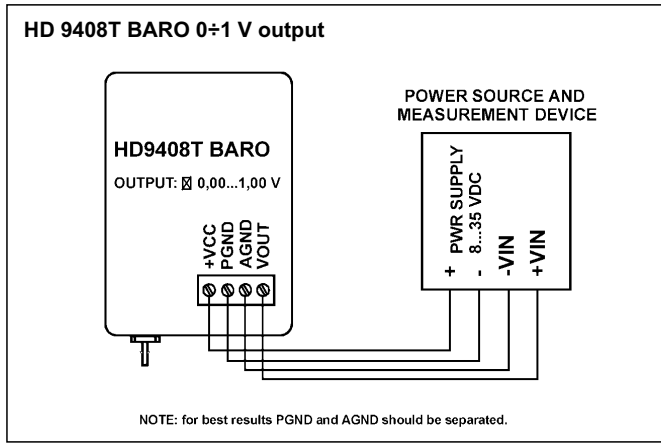 HD 9408T BARO 0÷1 V output
POWER SOURCE AND
MEASUREMENT DEVICE
HD9408T BARO
OUTPUT: ☒ 0,00...1,00 V
+VCC
PGND
AGND
VOUT
+ PWR SUPPLY
- 8...35 VDC
-VIN
+VIN
NOTE: for best results PGND and AGND should be separated.